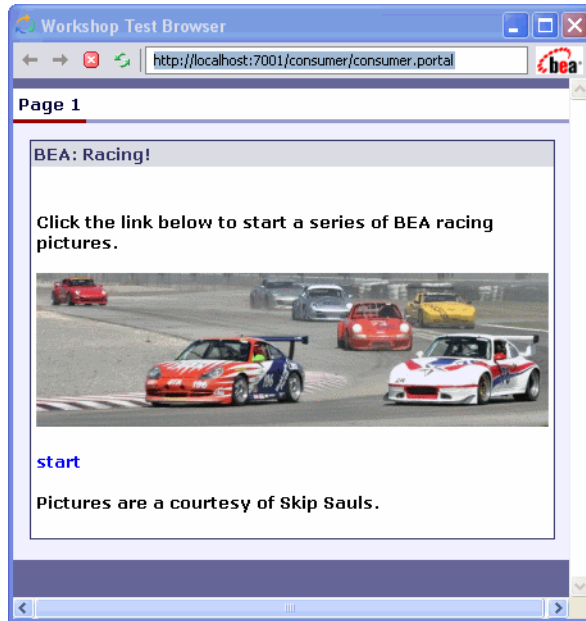 Workshop Test Browser
http://localhost:7001/consumer/consumer.portal
bea
Page 1
BEA: Racing!
Click the link below to start a series of BEA racing
pictures.
196
start
Pictures are a courtesy of Skip Sauls.